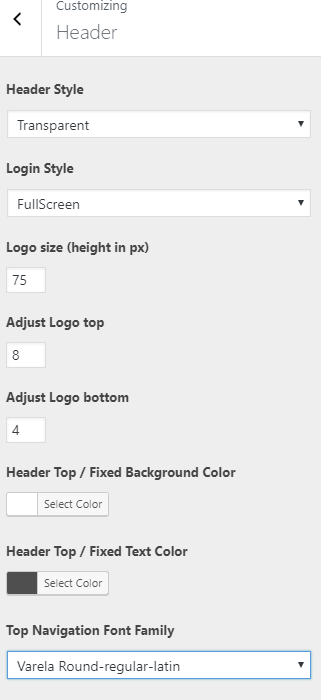 Customizing
Header
Header Style
Transparent
Login Style
FullScreen
Logo size (height in px)
75
Adjust Logo top
8
Adjust Logo bottom
4
Header Top / Fixed Background Color
Select Color
Header Top / Fixed Text Color
Select Color
Top Navigation Font Family
Varela Round-regular-latin